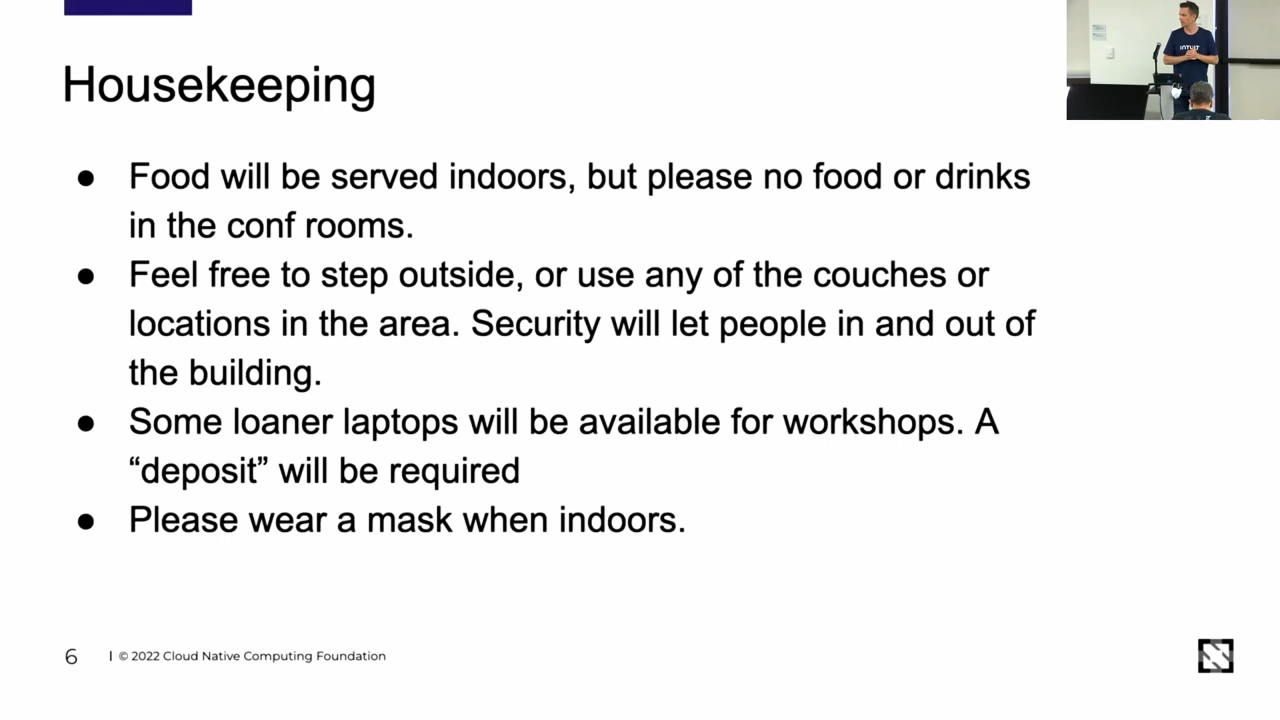 Housekeeping
● Food will be served indoors, but please no food or drinks
in the conf rooms.
● Feel free to step outside, or use any of the couches or
locations in the area. Security will let people in and out of
the building.
● Some loaner laptops will be available for workshops. A
“deposit” will be required
● Please wear a mask when indoors.
6 | © 2022 Cloud Native Computing Foundation
INTUIT